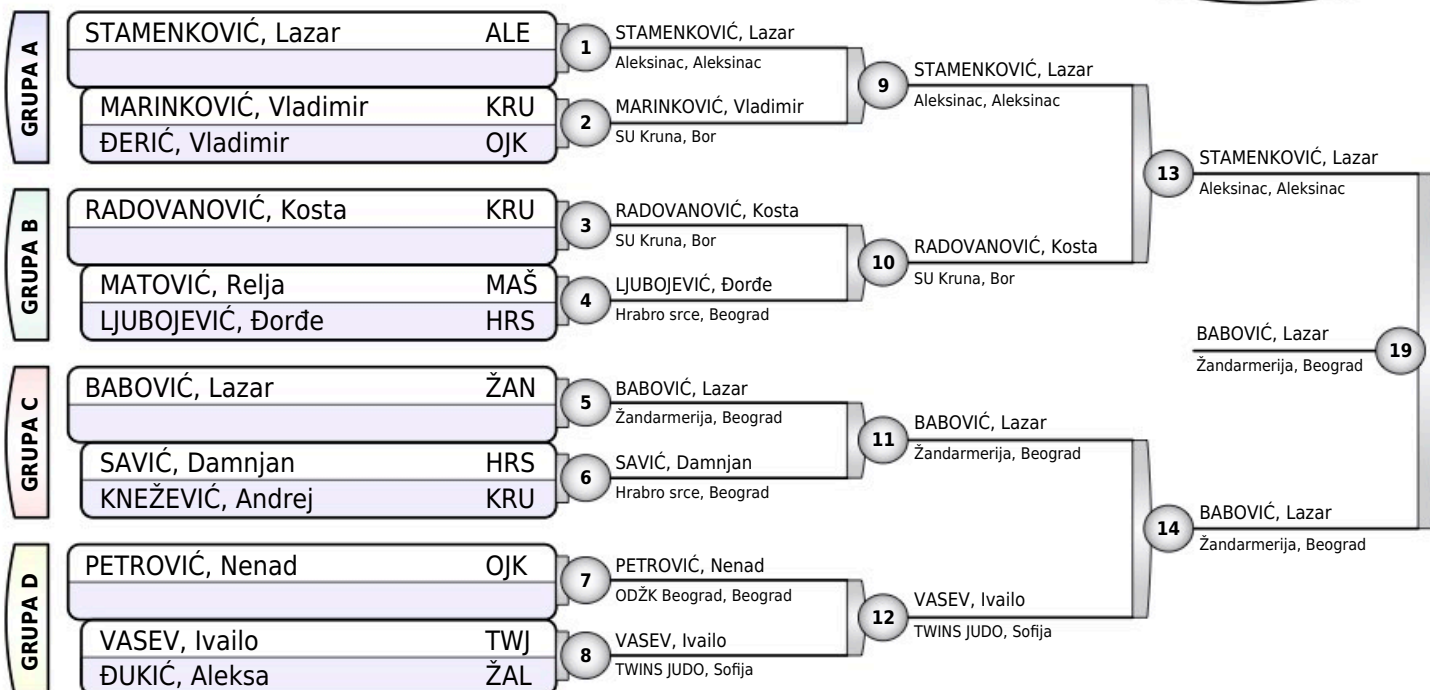 GRUPA A
STAMENKOVIĆ, Lazar ALE
MARINKOVIĆ, Vladimir KRU
ĐERIĆ, Vladimir OJK
GRUPA B
RADOVANOVIĆ, Kosta KRU
MATOVIĆ, Relja MAŠ
LJUBOJEVIĆ, Đorđe HRS
GRUPA C
BABOVIĆ, Lazar ŽAN
SAVIĆ, Damnjan HRS
KNEŽEVIĆ, Andrej KRU
GRUPA D
PETROVIĆ, Nenad OJK
VASEV, Ivailo TWJ
ĐUKIĆ, Aleksa ŽAL
1
STAMENKOVIĆ, Lazar
Aleksinac, Aleksinac
2
MARINKOVIĆ, Vladimir
SU Kruna, Bor
3
RADOVANOVIĆ, Kosta
SU Kruna, Bor
4
LJUBOJEVIĆ, Đorđe
Hrabro srce, Beograd
5
BABOVIĆ, Lazar
Žandarmerija, Beograd
6
SAVIĆ, Damnjan
Hrabro srce, Beograd
7
PETROVIĆ, Nenad
ODŽK Beograd, Beograd
8
VASEV, Ivailo
TWINS JUDO, Sofija
9
STAMENKOVIĆ, Lazar
Aleksinac, Aleksinac
10
RADOVANOVIĆ, Kosta
SU Kruna, Bor
11
BABOVIĆ, Lazar
Žandarmerija, Beograd
12
VASEV, Ivailo
TWINS JUDO, Sofija
13
STAMENKOVIĆ, Lazar
Aleksinac, Aleksinac
14
BABOVIĆ, Lazar
Žandarmerija, Beograd
BABOVIĆ, Lazar
Žandarmerija, Beograd
19